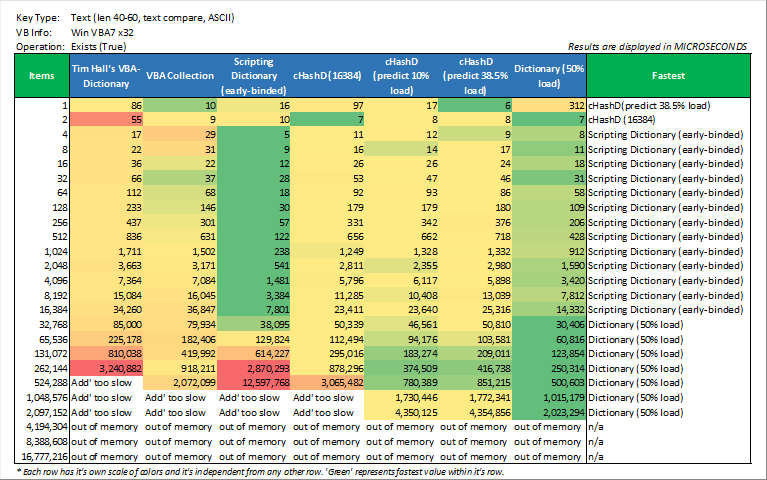 Key Type: Text (len 40-60, text compare, ASCII)
VB Info: Win VBA7 x32
Operation: Exists (True) Results are displayed in MICROSECONDS
Items Tim Hall's VBA-Dictionary VBA Collection Scripting Dictionary (early-binded) cHashD (16384) cHashD (predict 10% load) cHashD (predict 38.5% load) Dictionary (50% load) Fastest
1 86 10 16 97 17 6 312 cHashD(predict 38.5% load)
2 55 9 10 7 8 8 7 cHashD (16384)
4 17 29 5 11 12 9 8 Scripting Dictionary (early-binded)
8 22 31 9 16 14 17 11 Scripting Dictionary (early-binded)
16 36 22 12 26 26 24 18 Scripting Dictionary (early-binded)
32 66 37 28 53 47 46 31 Scripting Dictionary (early-binded)
64 112 68 18 92 93 86 58 Scripting Dictionary (early-binded)
128 233 146 30 179 179 180 109 Scripting Dictionary (early-binded)
256 437 301 57 331 342 376 206 Scripting Dictionary (early-binded)
512 836 631 122 656 662 718 428 Scripting Dictionary (early-binded)
1,024 1,711 1,502 238 1,249 1,328 1,332 912 Scripting Dictionary (early-binded)
2,048 3,663 3,171 541 2,811 2,355 2,980 1,590 Scripting Dictionary (early-binded)
4,096 7,364 7,084 1,481 5,796 6,117 5,898 3,420 Scripting Dictionary (early-binded)
8,192 15,084 16,045 3,384 11,285 10,408 13,039 7,812 Scripting Dictionary (early-binded)
16,384 34,260 36,847 7,801 23,411 23,640 25,316 14,332 Scripting Dictionary (early-binded)
32,768 85,000 79,934 38,095 50,339 46,561 50,810 30,406 Dictionary (50% load)
65,536 225,178 182,406 129,824 112,494 94,176 103,581 60,816 Dictionary (50% load)
131,072 810,038 419,992 614,227 295,016 183,274 209,011 123,854 Dictionary (50% load)
262,144 3,240,882 918,211 2,870,293 878,296 374,509 416,738 250,314 Dictionary (50% load)
524,288 Add' too slow 2,072,099 12,597,768 3,065,482 780,389 851,215 500,603 Dictionary (50% load)
1,048,576 Add' too slow Add' too slow Add' too slow Add' too slow 1,730,446 1,772,341 1,015,179 Dictionary (50% load)
2,097,152 Add' too slow Add' too slow Add' too slow Add' too slow 4,350,125 4,354,856 2,023,294 Dictionary (50% load)
4,194,304 out of memory out of memory out of memory out of memory out of memory out of memory out of memory n/a
8,388,608 out of memory out of memory out of memory out of memory out of memory out of memory out of memory n/a
16,777,216 out of memory out of memory out of memory out of memory out of memory out of memory out of memory n/a
* Each row has it's own scale of colors and it's independent from any other row. 'Green' represents fastest value within it's row.